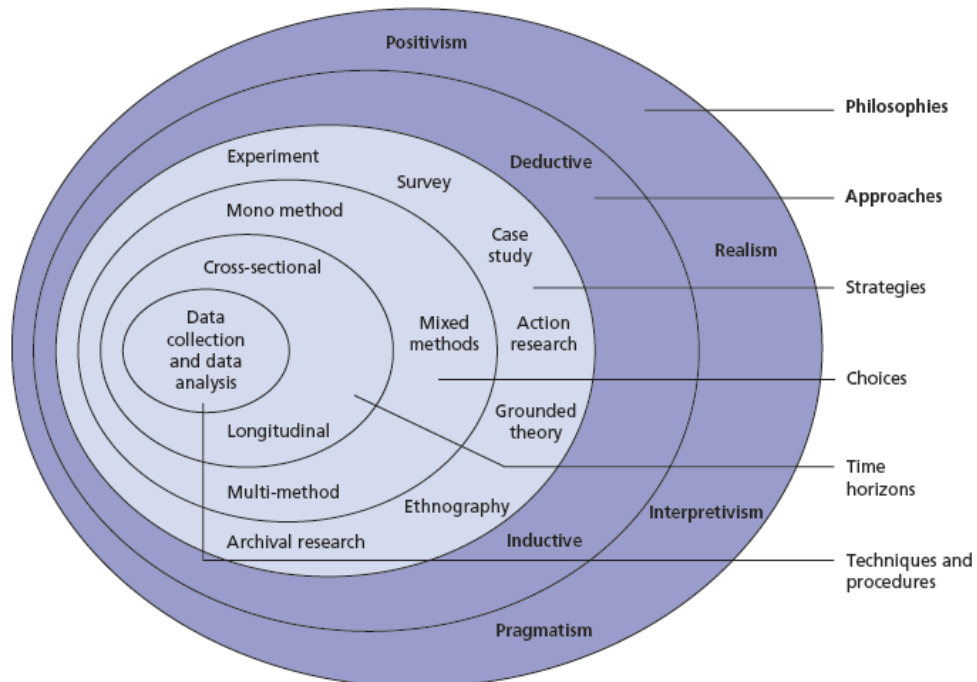 Positivism
Philosophies
Experiment
Deductive
Survey
Approaches
Mono method
Case
study
Realism
Cross-sectional
Strategies
Data
collection
and data
analysis
Mixed
methods
Action
research
Choices
Grounded
theory
Longitudinal
Time
horizons
Multi-method
Ethnography
Interpretivism
Archival research
Inductive
Techniques and
procedures
Pragmatism